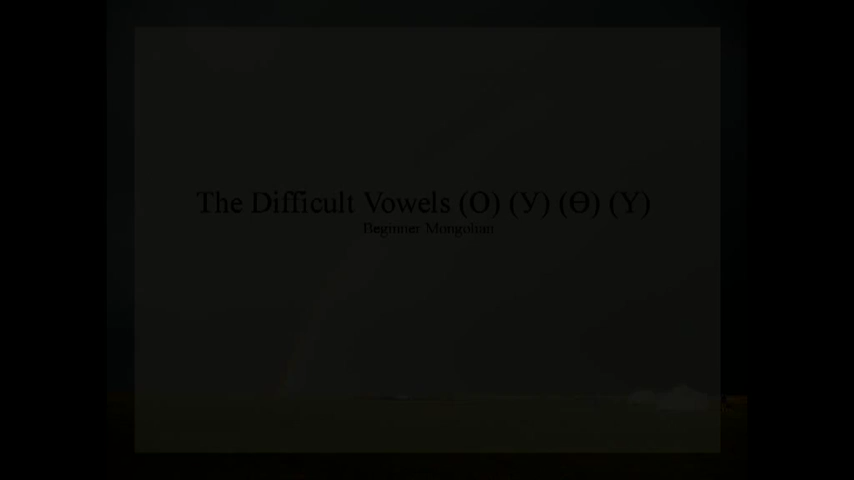 The Difficult Vowels (О) (У) (Ө) (Ү)
Beginner Mongolian